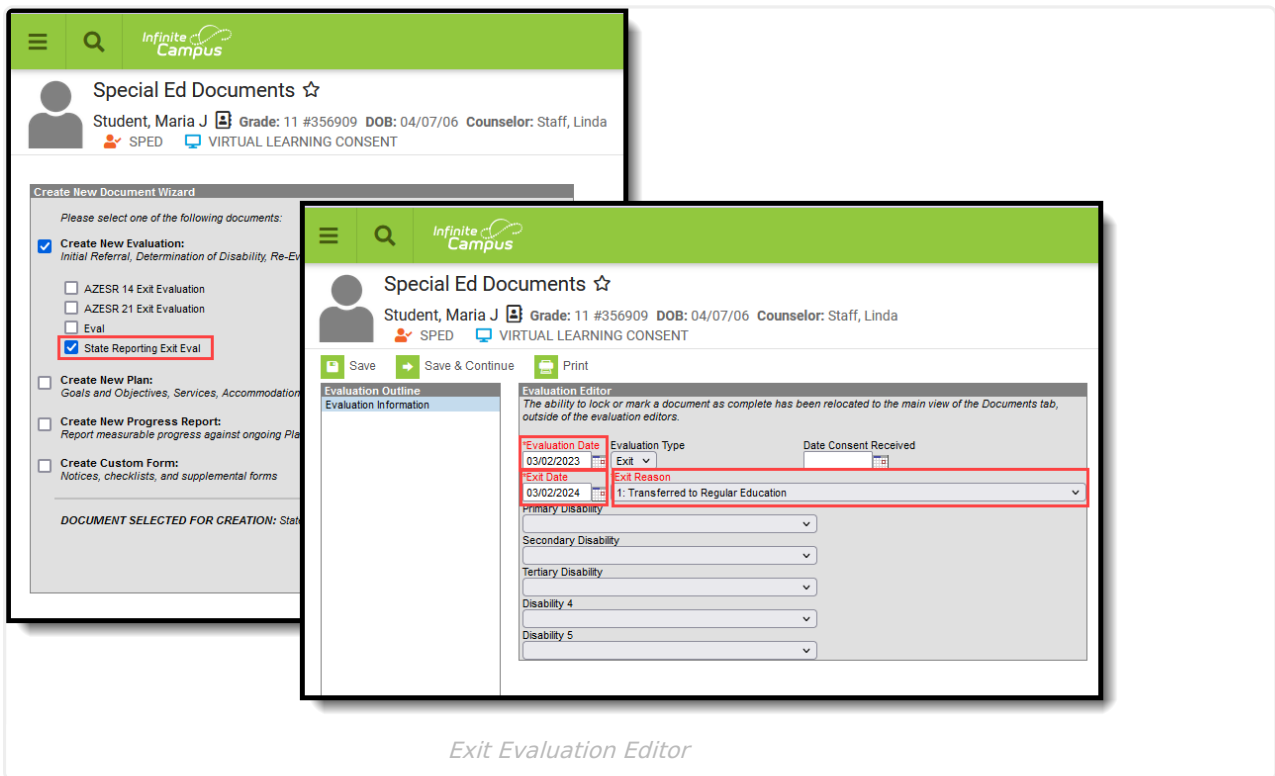 Infinite
Campus
Special Ed Documents
Student, Maria J Grade: 11 #356909 DOB: 04/07/06 Counselor: Staff, Linda
SPED VIRTUAL LEARNING CONSENT
Create New Document Wizard
Please select one of the following documents:
Create New Evaluation:
Initial Referral, Determination of Disability, Re-Ev
AZESR 14 Exit Evaluation
AZESR 21 Exit Evaluation
Eval
State Reporting Exit Eval
Create New Plan:
Goals and Objectives, Services, Accommodation
Create New Progress Report:
Report measurable progress against ongoing Pla
Create Custom Form:
Notices, checklists, and supplemental forms
DOCUMENT SELECTED FOR CREATION: State
Infinite
Campus
Special Ed Documents
Student, Maria J Grade: 11 #356909 DOB: 04/07/06 Counselor: Staff, Linda
SPED VIRTUAL LEARNING CONSENT
Save Save & Continue Print
Evaluation Outline
Evaluation Information
Evaluation Editor
The ability to lock or mark a document as complete has been relocated to the main view of the Documents tab,
outside of the evaluation editors.
*Evaluation Date Evaluation Type Date Consent Received
03/02/2023 Exit
*Exit Date Exit Reason
03/02/2024 1: Transferred to Regular Education
Primary Disability
Secondary Disability
Tertiary Disability
Disability 4
Disability 5
Exit Evaluation Editor